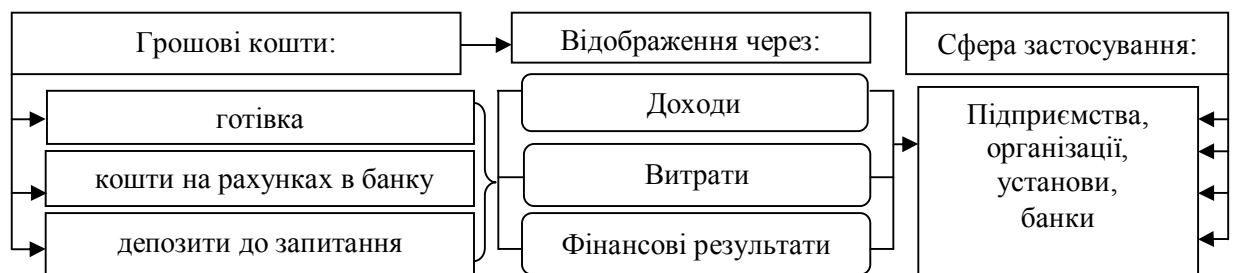 Грошові кошти:
Відображення через:
Сфера застосування:
готівка
кошти на рахунках в банку
депозити до запитання
Доходи
Витрати
Фінансові результати
Підприємства,
організації,
установи,
банки